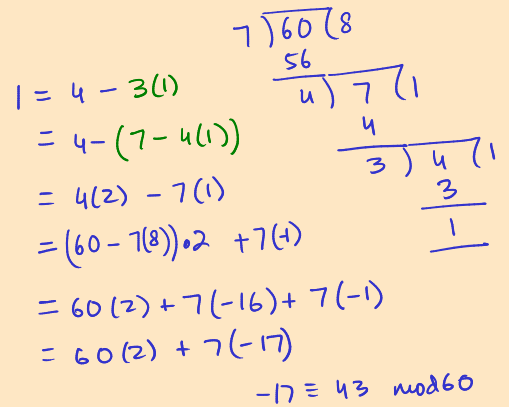 7 ) 60 ( 8
56
4 ) 7 ( 1
4
3 ) 4 ( 1
3
1
1 = 4 - 3(1)
= 4 - (7 - 4(1))
= 4(2) - 7(1)
= (60 - 7(8)) • 2 + 7(-1)
= 60(2) + 7(-16) + 7(-1)
= 60(2) + 7(-17)
-17 ≡ 43 mod 60